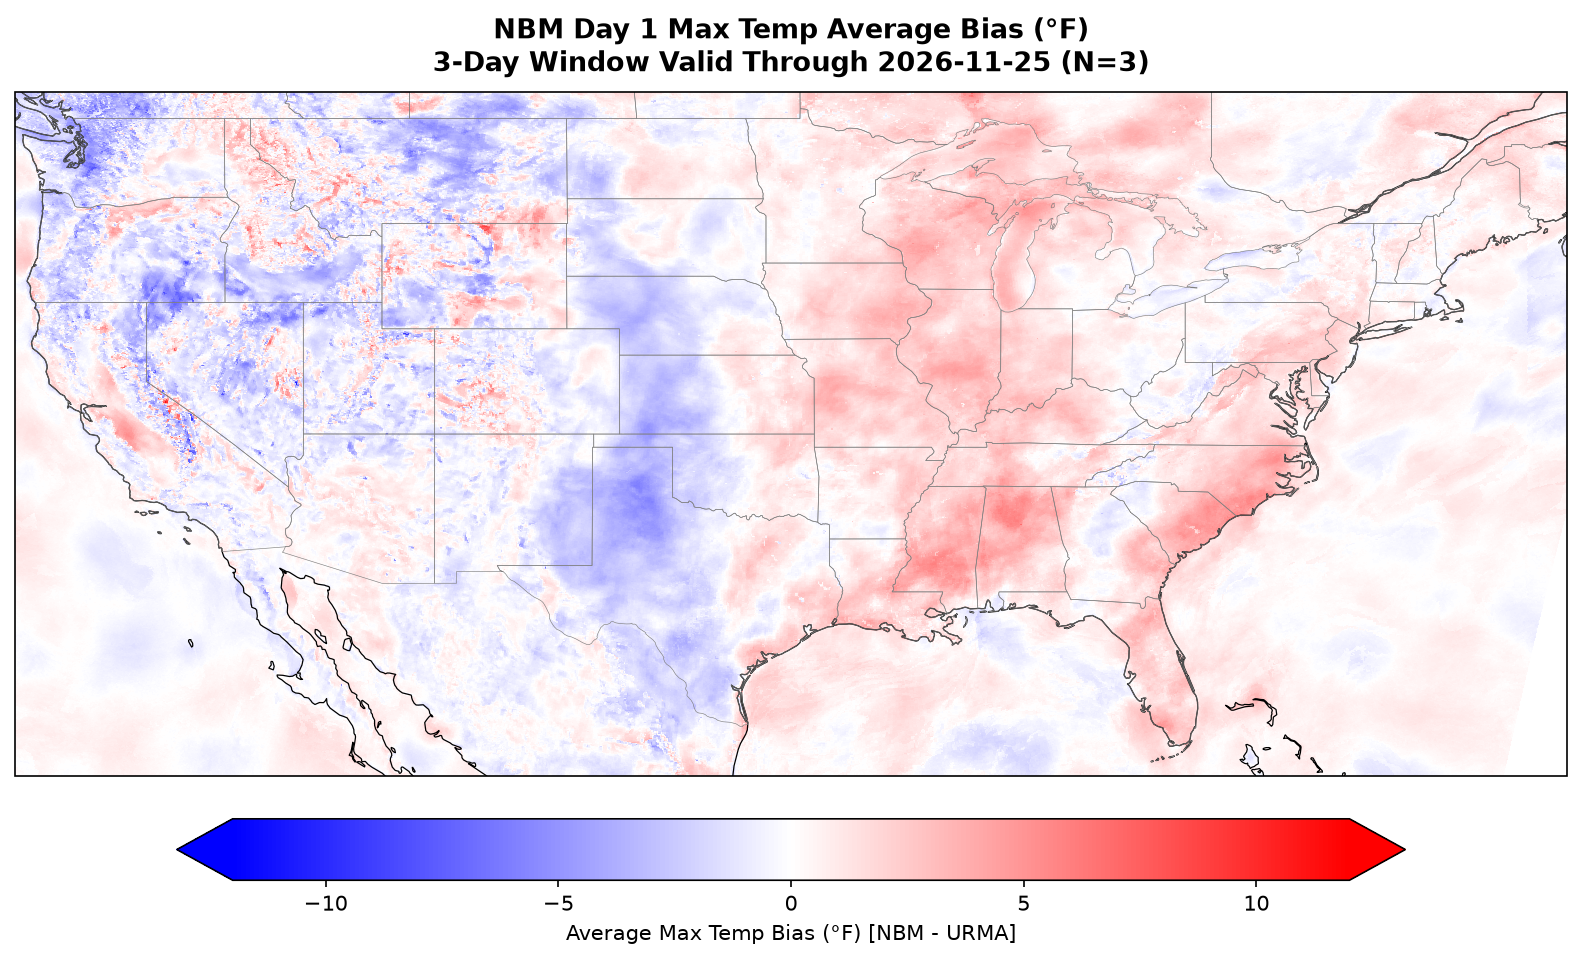 NBM Day 1 Max Temp Average Bias (°F)
3-Day Window Valid Through 2026-11-25 (N=3)
−10 −5 0 5 10
Average Max Temp Bias (°F) [NBM - URMA]